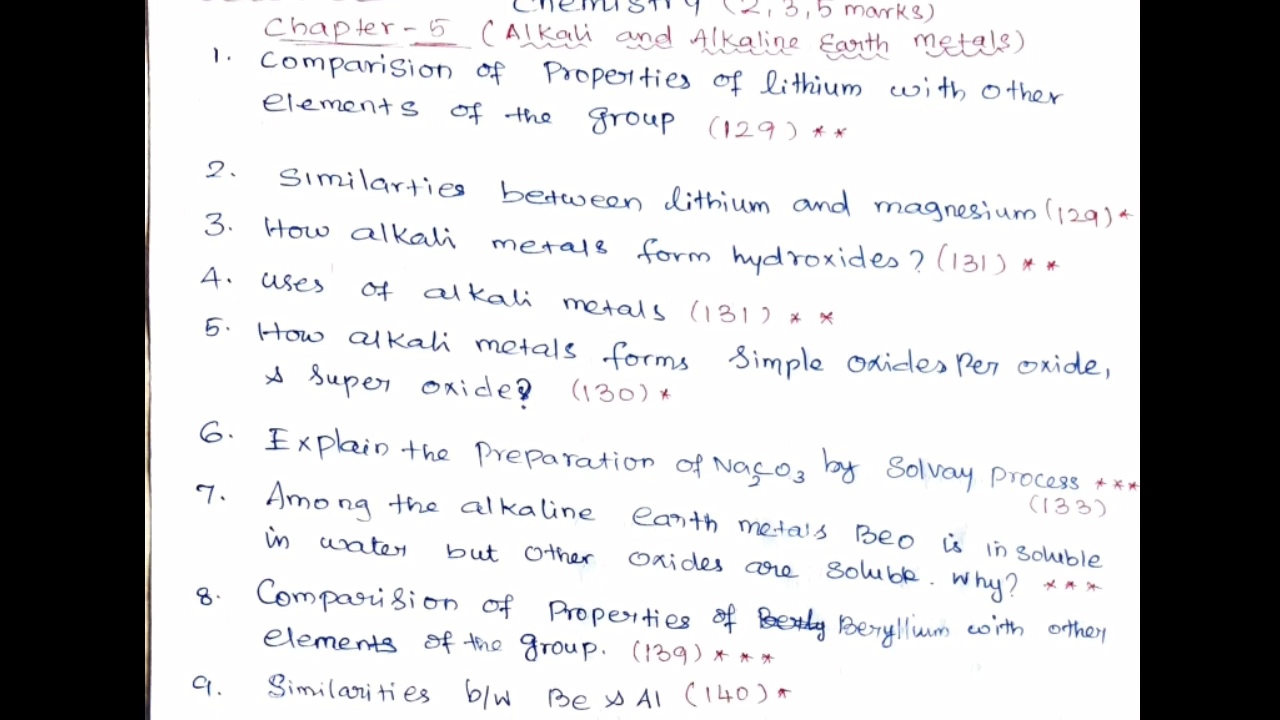 Chemistry (2, 3, 5 marks)
Chapter - 5 (Alkali and Alkaline Earth metals)
1. Comparision of Properties of lithium with other
elements of the group (129) **
2. Similarties between lithium and magnesium (129) *
3. How alkali metals form hydroxides? (131) **
4. uses of alkali metals (131) **
5. How alkali metals forms Simple oxides Per oxide,
& Super oxide? (130) *
6. Explain the Preparation of Na2CO3 by Solvay process ***
(133)
7. Among the alkaline earth metals BeO is insoluble
in water but other oxides are soluble. Why? ***
8. Comparision of Properties of Beryllium with other
elements of the group. (139) ***
9. Similarities b/w Be & Al (140) *